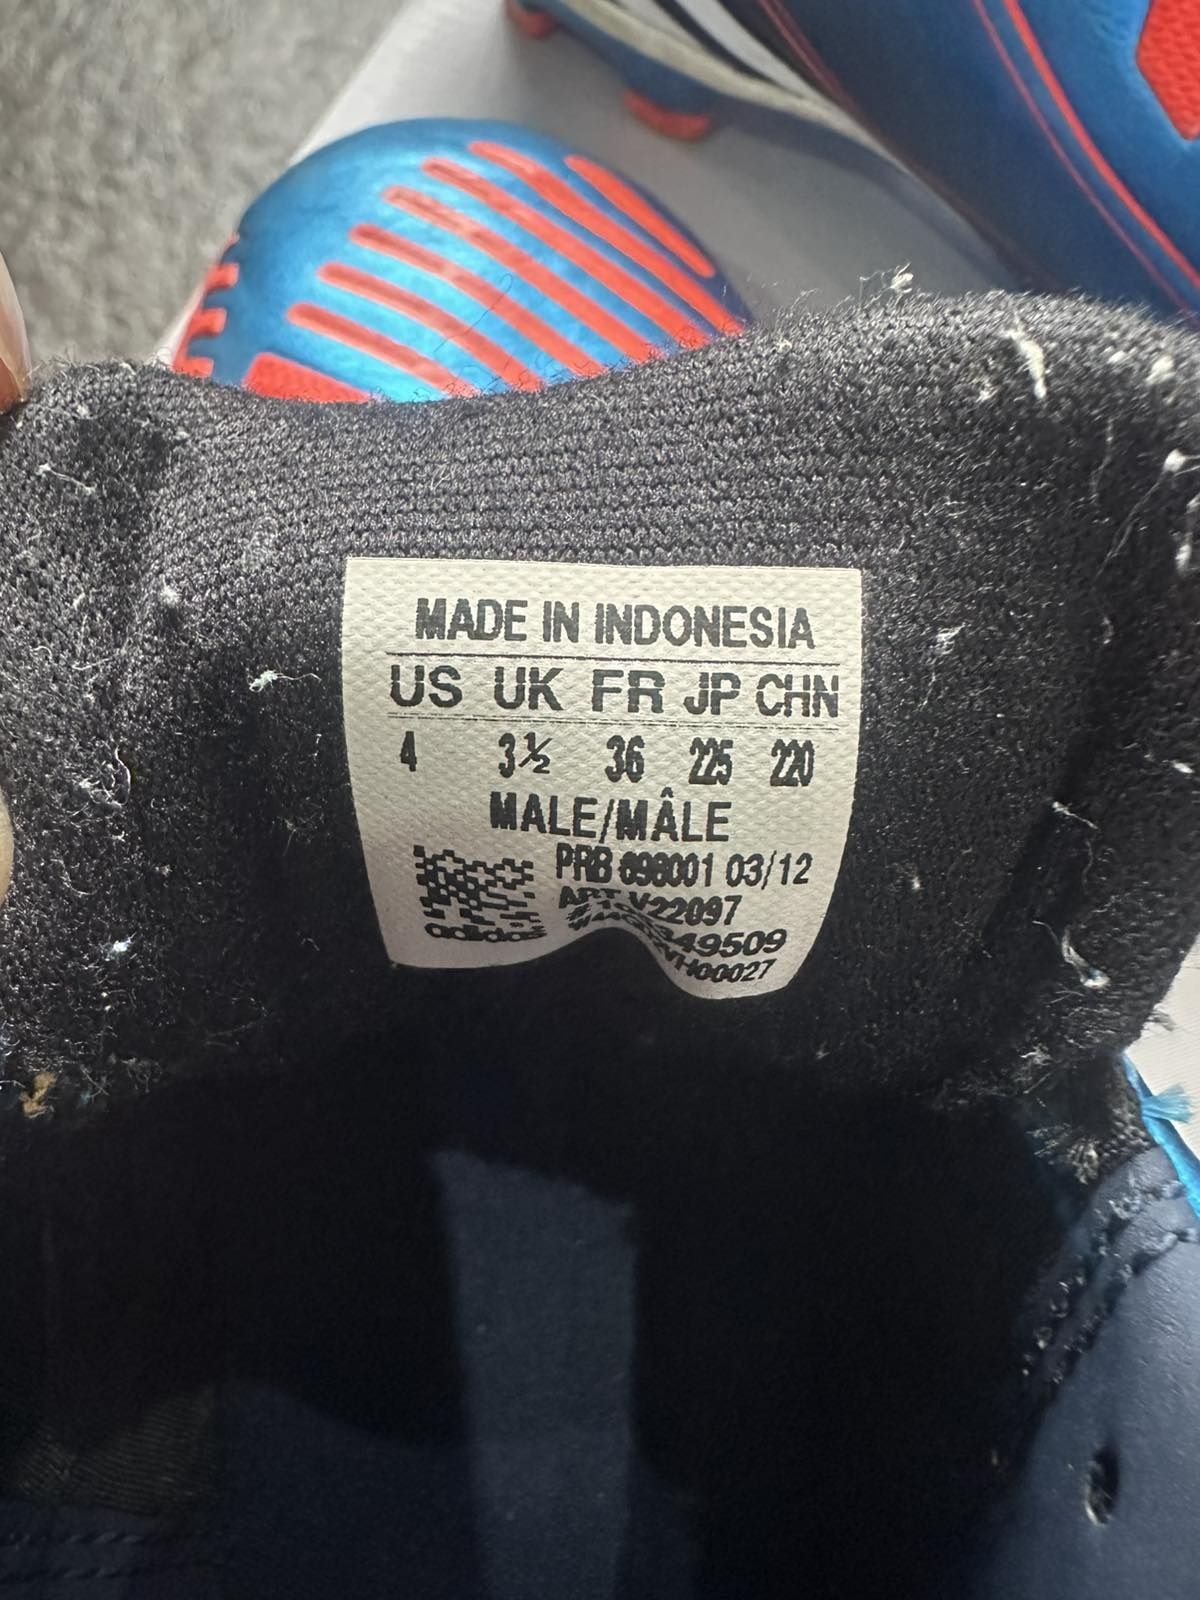 MADE IN INDONESIA
US UK FR JP CHN
4 3½ 36 225 220
MALE/MÂLE
PRB 698001 03/12
ART V22097
adidas